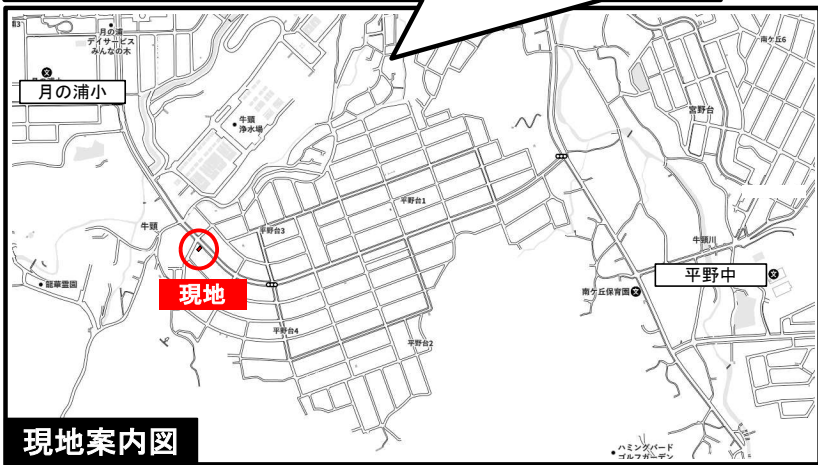 月の浦
デイサービス
みんなの木
南ケ丘6
月の浦小
牛頸
浄水場
宮野台
平野台1
牛頸
平野台3
牛頸川
現地
平野中
龍華霊園
南ケ丘保育園
平野台4
平野台2
現地案内図
ハミングバード
ゴルフガーデン